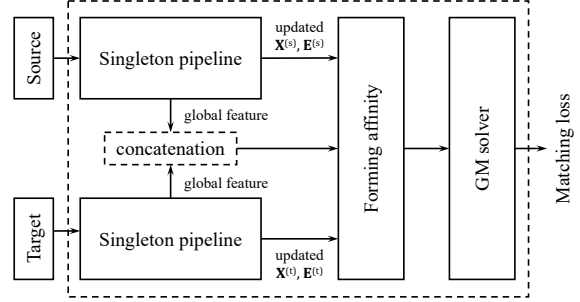 Source
Singleton pipeline
updated
X⁽ˢ⁾, E⁽ˢ⁾
global feature
concatenation
global feature
Target
Singleton pipeline
updated
X⁽ᵗ⁾, E⁽ᵗ⁾
Forming affinity
GM solver
Matching loss